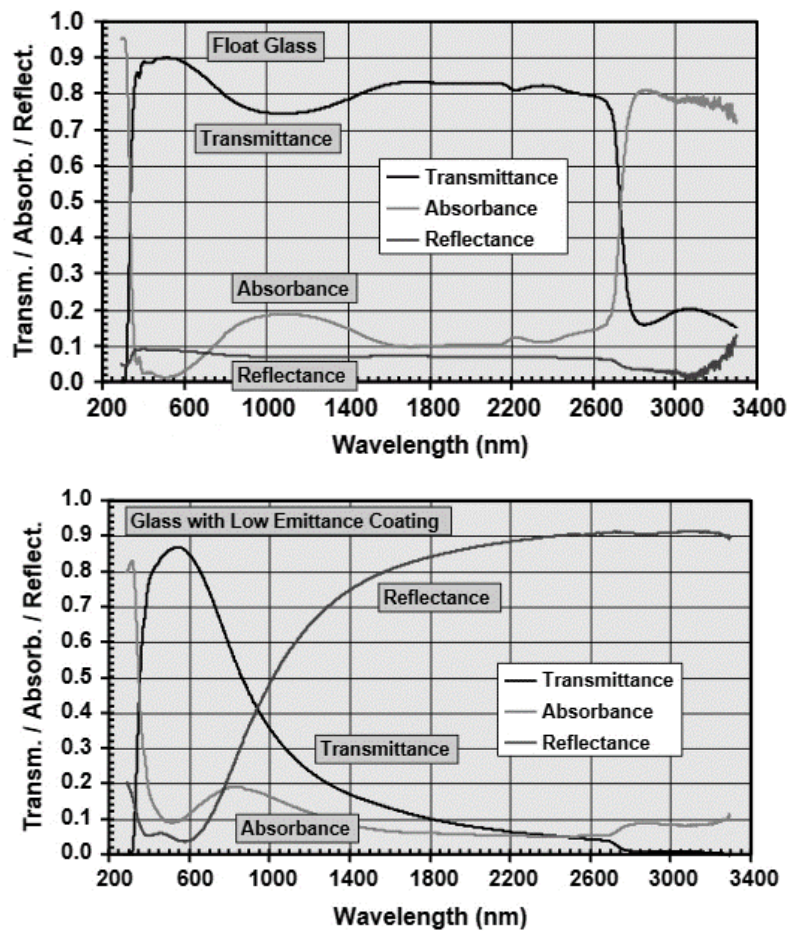 Transm. / Absorb. / Reflect.
1.0
0.9
0.8
0.7
0.6
0.5
0.4
0.3
0.2
0.1
0.0
Float Glass
Transmittance
Transmittance
Absorbance
Reflectance
Absorbance
Reflectance
200 600 1000 1400 1800 2200 2600 3000 3400
Wavelength (nm)
Transm. / Absorb. / Reflect.
1.0
0.9
0.8
0.7
0.6
0.5
0.4
0.3
0.2
0.1
0.0
Glass with Low Emittance Coating
Reflectance
Transmittance
Absorbance
Reflectance
Transmittance
Absorbance
200 600 1000 1400 1800 2200 2600 3000 3400
Wavelength (nm)